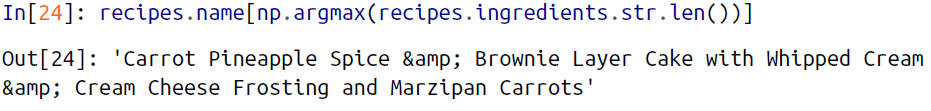 In[24]: recipes.name[np.argmax(recipes.ingredients.str.len())]
Out[24]: 'Carrot Pineapple Spice &amp; Brownie Layer Cake with Whipped Cream
&amp; Cream Cheese Frosting and Marzipan Carrots'